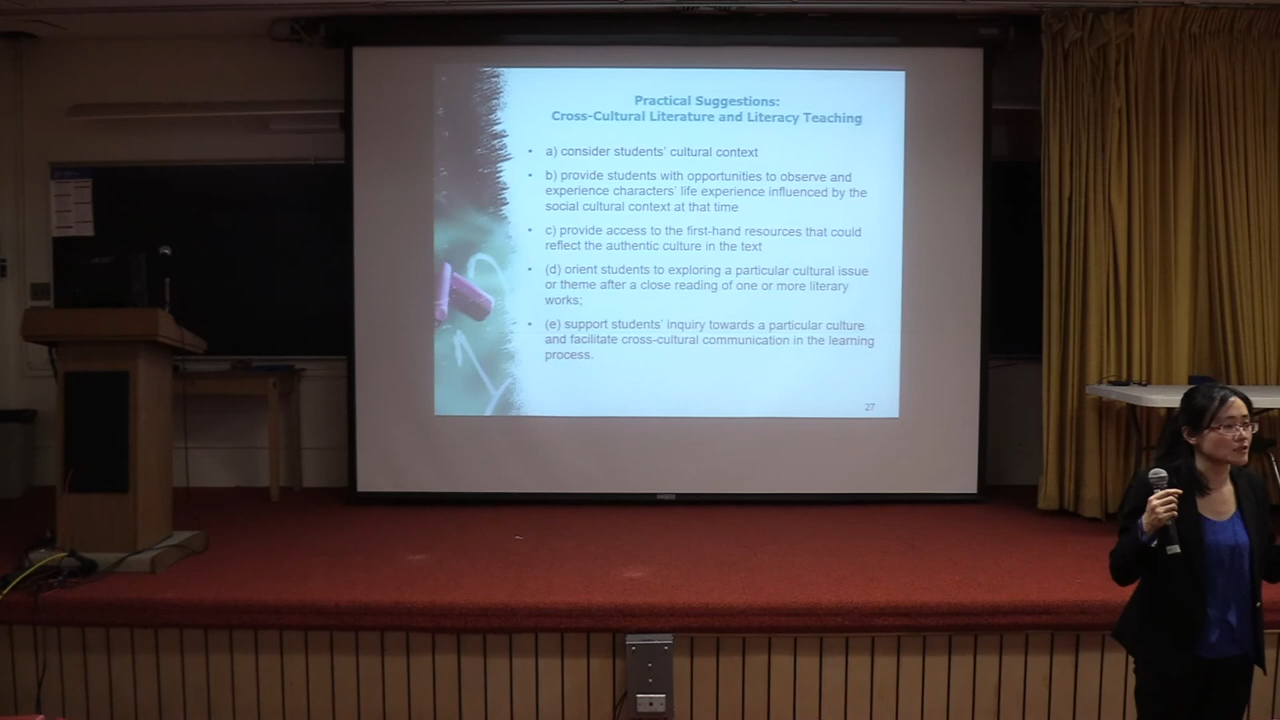 Practical Suggestions:
Cross-Cultural Literature and Literacy Teaching
• a) consider students' cultural context
• b) provide students with opportunities to observe and
experience characters' life experience influenced by the
social cultural context at that time
• c) provide access to the first-hand resources that could
reflect the authentic culture in the text
• (d) orient students to exploring a particular cultural issue
or theme after a close reading of one or more literary
works;
• (e) support students' inquiry towards a particular culture
and facilitate cross-cultural communication in the learning
process.
27